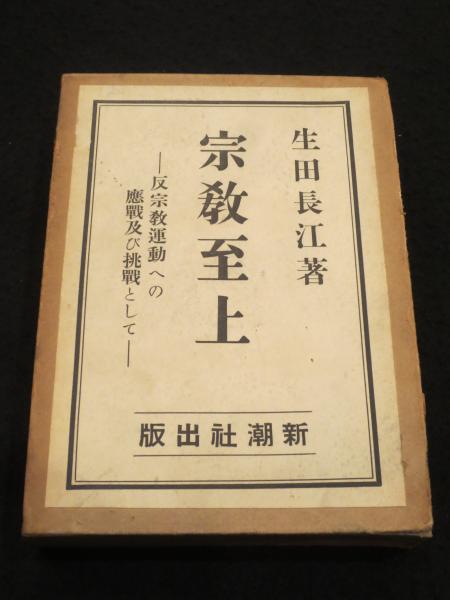 生田長江著
宗教至上
―反宗教運動への
應戰及び挑戰として―
版出社潮新